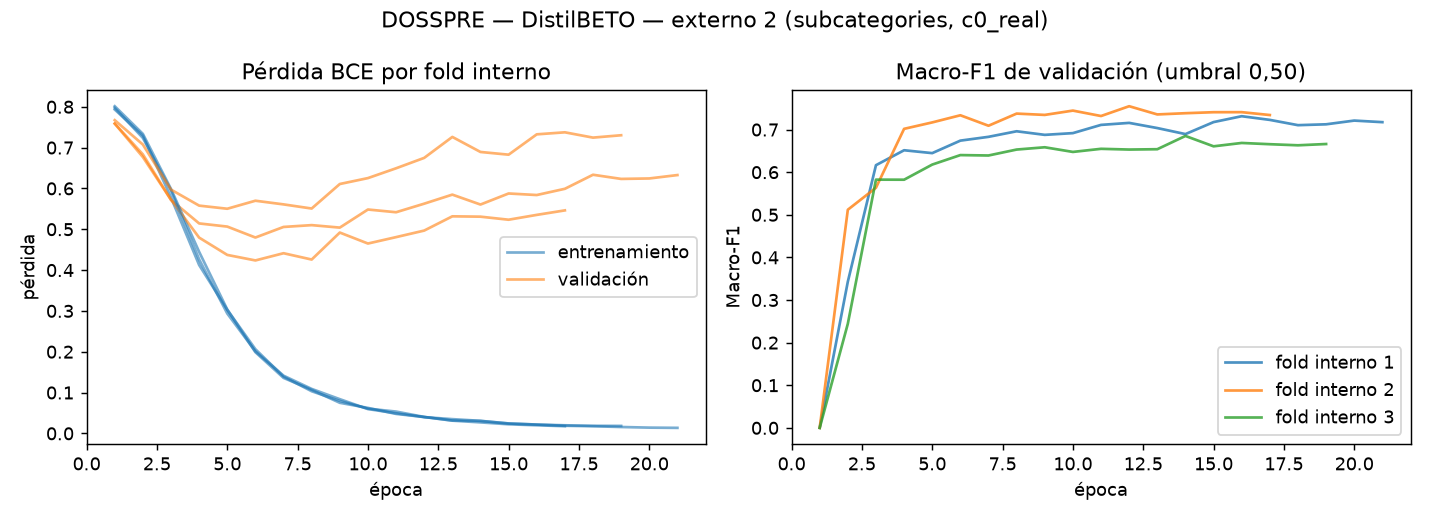 DOSSPRE — DistilBETO — externo 2 (subcategories, c0_real)
Pérdida BCE por fold interno
pérdida
0.8
0.7
0.6
0.5
0.4
0.3
0.2
0.1
0.0
0.0 2.5 5.0 7.5 10.0 12.5 15.0 17.5 20.0
época
entrenamiento
validación
Macro-F1 de validación (umbral 0,50)
Macro-F1
0.7
0.6
0.5
0.4
0.3
0.2
0.1
0.0
0.0 2.5 5.0 7.5 10.0 12.5 15.0 17.5 20.0
época
fold interno 1
fold interno 2
fold interno 3